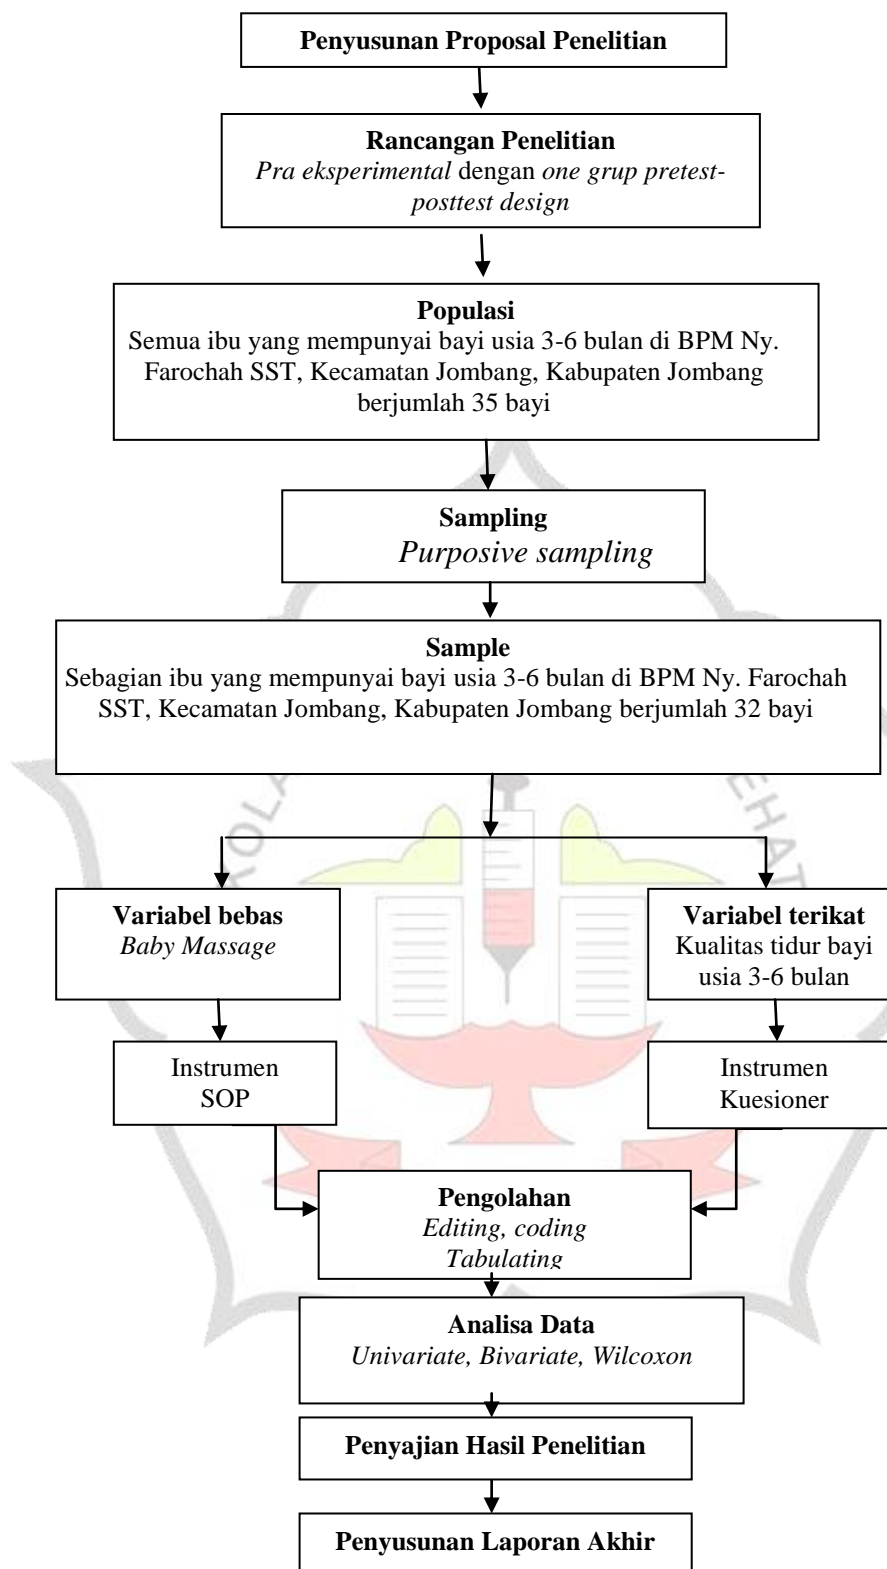 Penyusunan Proposal Penelitian
Rancangan Penelitian
Pra eksperimental dengan one grup pretest-
posttest design
Populasi
Semua ibu yang mempunyai bayi usia 3-6 bulan di BPM Ny.
Farochah SST, Kecamatan Jombang, Kabupaten Jombang
berjumlah 35 bayi
Sampling
Purposive sampling
Sample
Sebagian ibu yang mempunyai bayi usia 3-6 bulan di BPM Ny. Farochah
SST, Kecamatan Jombang, Kabupaten Jombang berjumlah 32 bayi
Variabel bebas
Baby Massage
Variabel terikat
Kualitas tidur bayi
usia 3-6 bulan
Instrumen
SOP
Instrumen
Kuesioner
Pengolahan
Editing, coding
Tabulating
Analisa Data
Univariate, Bivariate, Wilcoxon
Penyajian Hasil Penelitian
Penyusunan Laporan Akhir